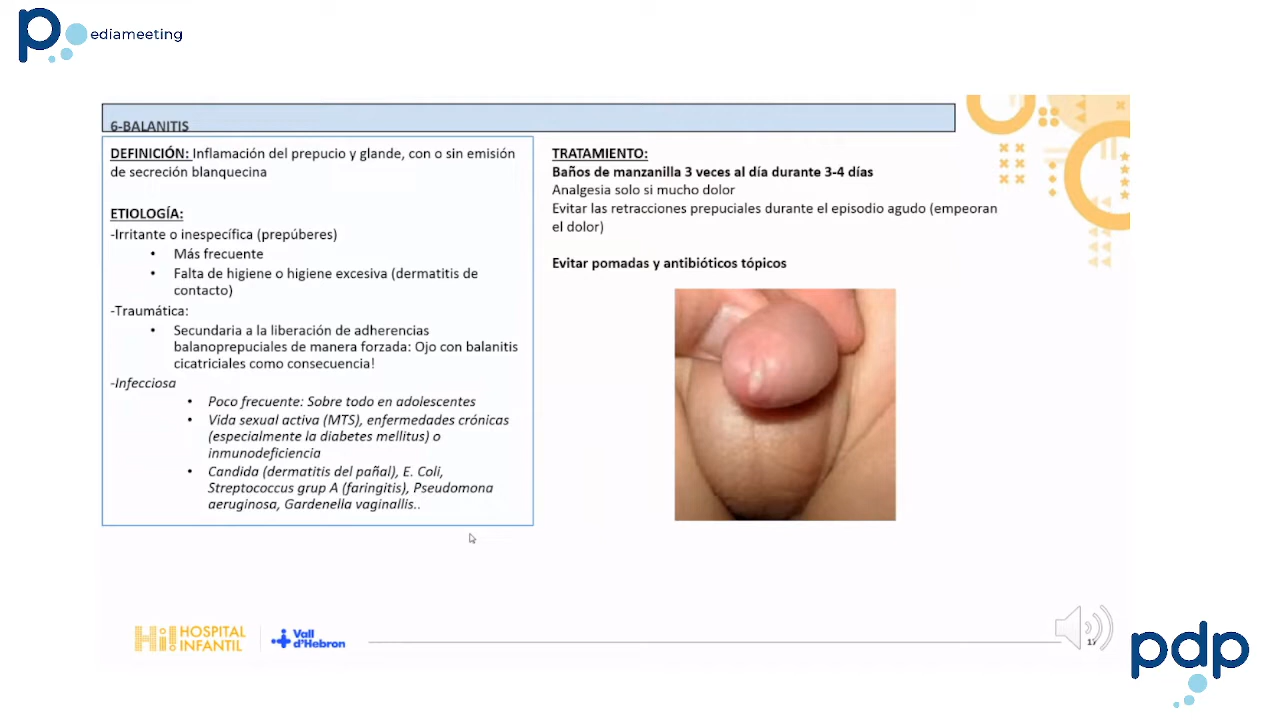 pediameeting
6-BALANITIS
DEFINICIÓN: Inflamación del prepucio y glande, con o sin emisión
de secreción blanquecina
ETIOLOGÍA:
-Irritante o inespecífica (prepúberes)
• Más frecuente
• Falta de higiene o higiene excesiva (dermatitis de
contacto)
-Traumática:
• Secundaria a la liberación de adherencias
balanoprepuciales de manera forzada: Ojo con balanitis
cicatriciales como consecuencia!
-Infecciosa
• Poco frecuente: Sobre todo en adolescentes
• Vida sexual activa (MTS), enfermedades crónicas
(especialmente la diabetes mellitus) o
inmunodeficiencia
• Candida (dermatitis del pañal), E. Coli,
Streptococcus grup A (faringitis), Pseudomona
aeruginosa, Gardenella vaginallis..
TRATAMIENTO:
Baños de manzanilla 3 veces al día durante 3-4 días
Analgesia solo si mucho dolor
Evitar las retracciones prepuciales durante el episodio agudo (empeoran
el dolor)
Evitar pomadas y antibióticos tópicos
Hi! HOSPITAL
INFANTIL
Vall
d'Hebron
17
pdp